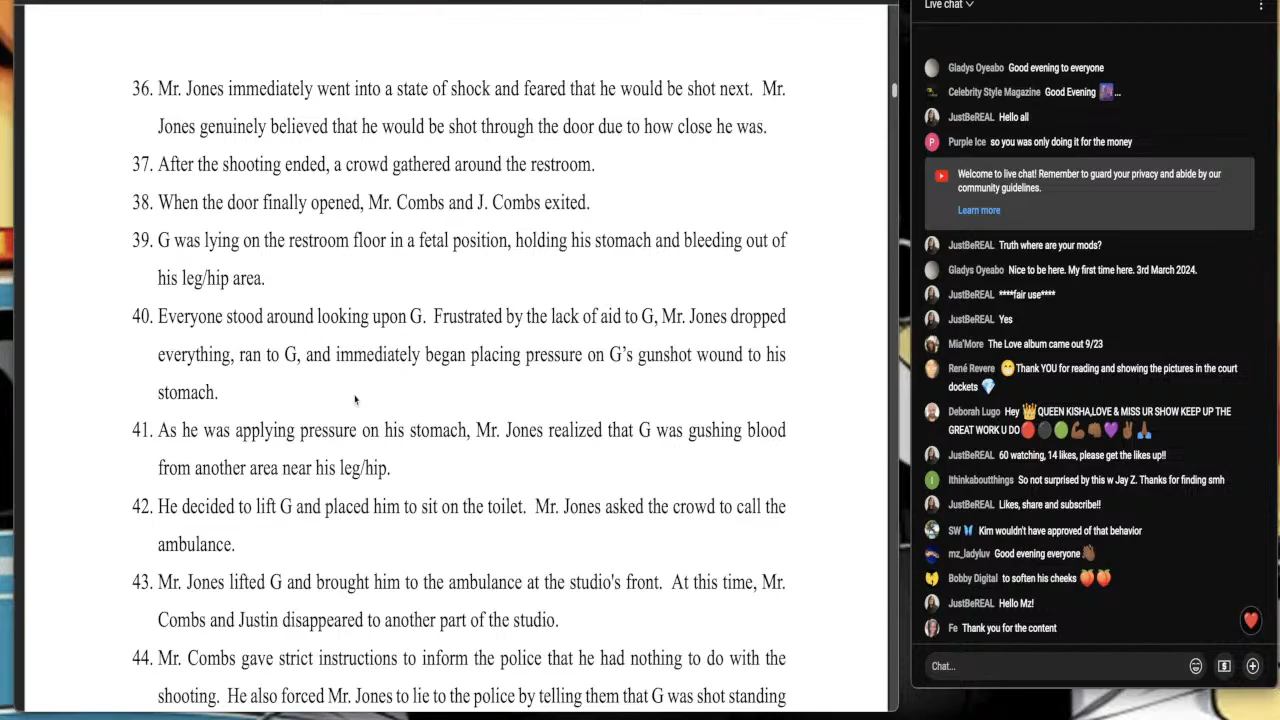 36. Mr. Jones immediately went into a state of shock and feared that he would be shot next. Mr.
Jones genuinely believed that he would be shot through the door due to how close he was.
37. After the shooting ended, a crowd gathered around the restroom.
38. When the door finally opened, Mr. Combs and J. Combs exited.
39. G was lying on the restroom floor in a fetal position, holding his stomach and bleeding out of
his leg/hip area.
40. Everyone stood around looking upon G. Frustrated by the lack of aid to G, Mr. Jones dropped
everything, ran to G, and immediately began placing pressure on G's gunshot wound to his
stomach.
41. As he was applying pressure on his stomach, Mr. Jones realized that G was gushing blood
from another area near his leg/hip.
42. He decided to lift G and placed him to sit on the toilet. Mr. Jones asked the crowd to call the
ambulance.
43. Mr. Jones lifted G and brought him to the ambulance at the studio's front. At this time, Mr.
Combs and Justin disappeared to another part of the studio.
44. Mr. Combs gave strict instructions to inform the police that he had nothing to do with the
shooting. He also forced Mr. Jones to lie to the police by telling them that G was shot standing
Live chat
Gladys Oyeabo Good evening to everyone
Celebrity Style Magazine Good Evening 🌆...
JustBeREAL Hello all
P Purple Ice so you was only doing it for the money
Welcome to live chat! Remember to guard your privacy and abide by our
community guidelines.
Learn more
JustBeREAL Truth where are your mods?
Gladys Oyeabo Nice to be here. My first time here. 3rd March 2024.
JustBeREAL ****fair use****
JustBeREAL Yes
Mia'More The Love album came out 9/23
René Revere 😁Thank YOU for reading and showing the pictures in the court
dockets 💎
Deborah Lugo Hey 👑QUEEN KISHA,LOVE & MISS UR SHOW KEEP UP THE
GREAT WORK U DO🔴⚫🟢💪🏾👊🏾💜✌🏾🙏🏾
JustBeREAL 60 watching, 14 likes, please get the likes up!!
I Ithinkaboutthings So not surprised by this w Jay Z. Thanks for finding smh
JustBeREAL Likes, share and subscribe!!
SW 🦋 Kim wouldn't have approved of that behavior
mz_ladyluv Good evening everyone👋🏾
Bobby Digital to soften his cheeks 🍑🍑
JustBeREAL Hello Mz!
Fe Thank you for the content
Chat...